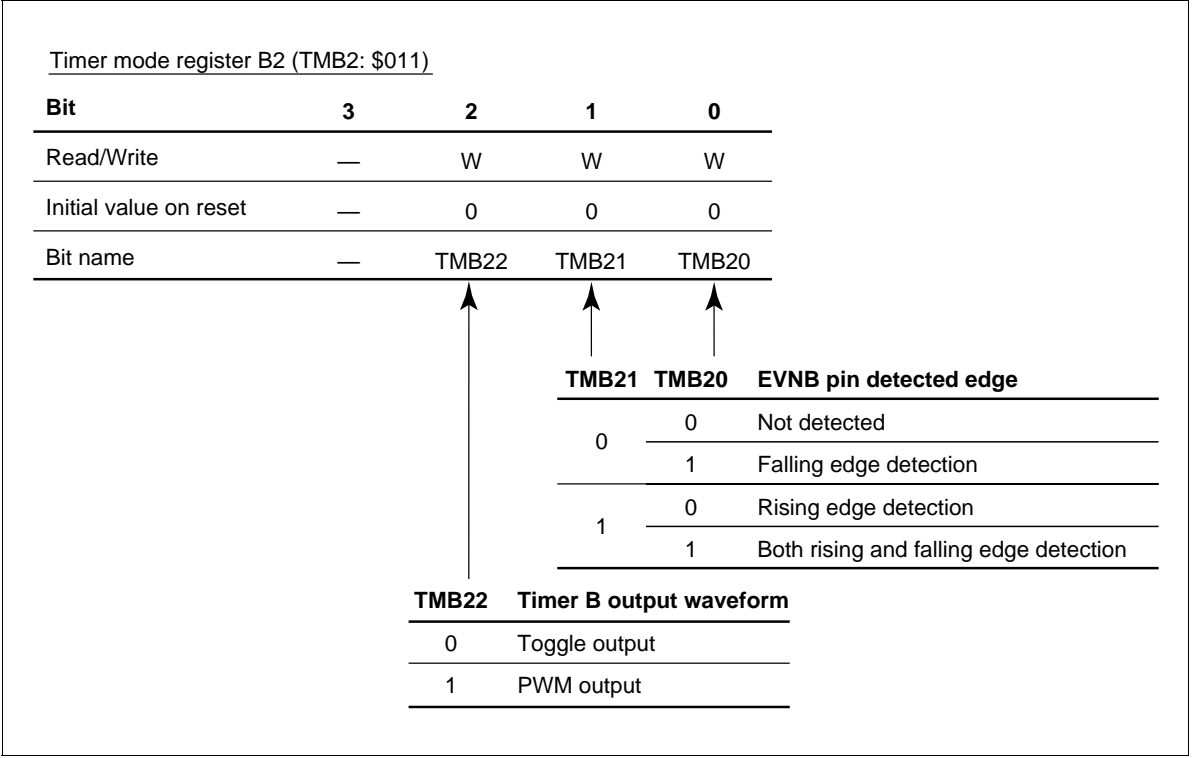 Timer mode register B2 (TMB2: $011)
Bit 3 2 1 0
Read/Write — W W W
Initial value on reset — 0 0 0
Bit name — TMB22 TMB21 TMB20
TMB21 TMB20 EVNB pin detected edge
0 0 Not detected
1 Falling edge detection
1 0 Rising edge detection
1 Both rising and falling edge detection
TMB22 Timer B output waveform
0 Toggle output
1 PWM output